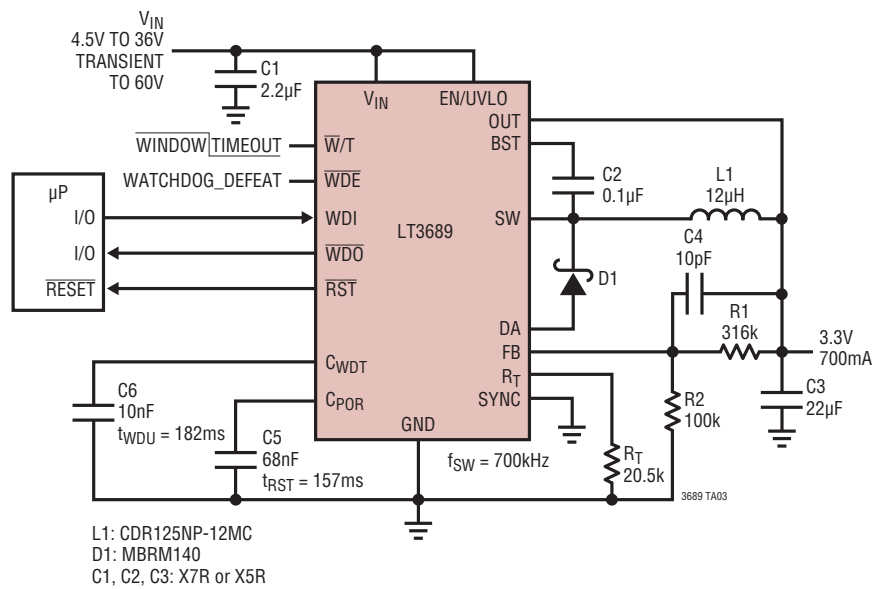 VIN
4.5V TO 36V
TRANSIENT
TO 60V
C1
2.2µF
VIN
EN/UVLO
OUT
BST
WINDOW TIMEOUT
W/T
WATCHDOG_DEFEAT
WDE
C2
0.1µF
L1
12µH
µP
I/O
WDI
LT3689
SW
I/O
WDO
C4
10pF
RESET
RST
D1
DA
R1
316k
FB
3.3V
700mA
CWDT
RT
C6
10nF
tWDU = 182ms
CPOR
SYNC
R2
100k
C3
22µF
GND
C5
68nF
tRST = 157ms
fSW = 700kHz
RT
20.5k
3689 TA03
L1: CDR125NP-12MC
D1: MBRM140
C1, C2, C3: X7R or X5R